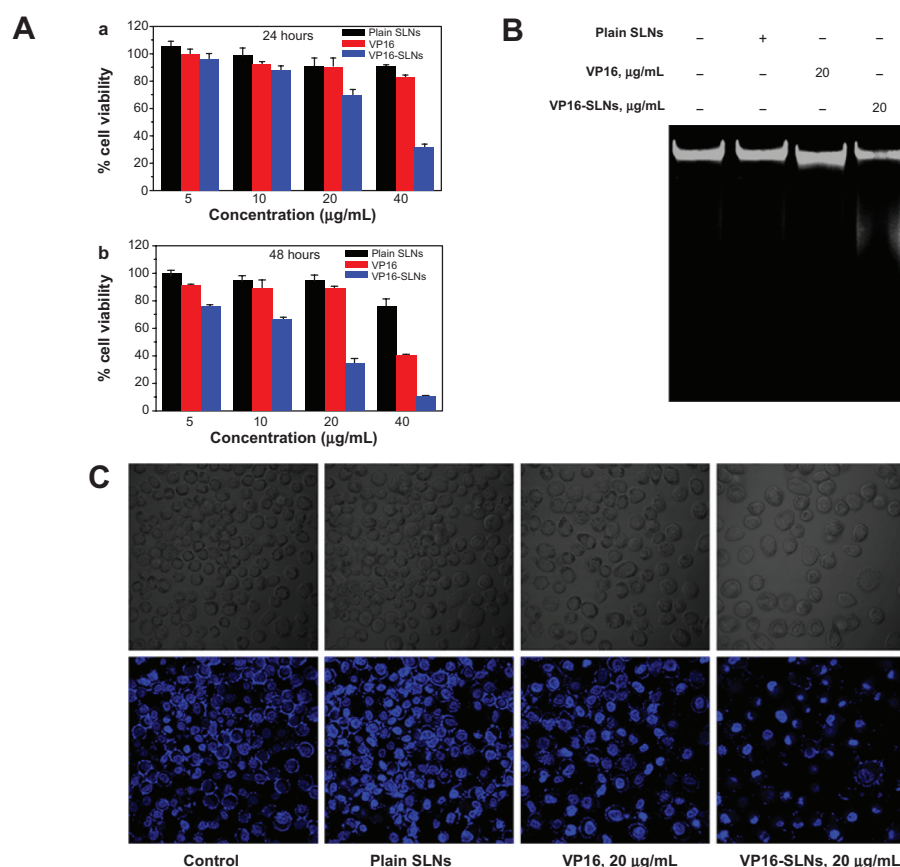 A
a
120
100
80
60
40
20
0
% cell viability
24 hours
Plain SLNs
VP16
VP16-SLNs
5 10 20 40
Concentration (µg/mL)
b
120
100
80
60
40
20
0
% cell viability
48 hours
Plain SLNs
VP16
VP16-SLNs
5 10 20 40
Concentration (µg/mL)
B
Plain SLNs – + – –
VP16, µg/mL – – 20 –
VP16-SLNs, µg/mL – – – 20
C
Control Plain SLNs VP16, 20 µg/mL VP16-SLNs, 20 µg/mL